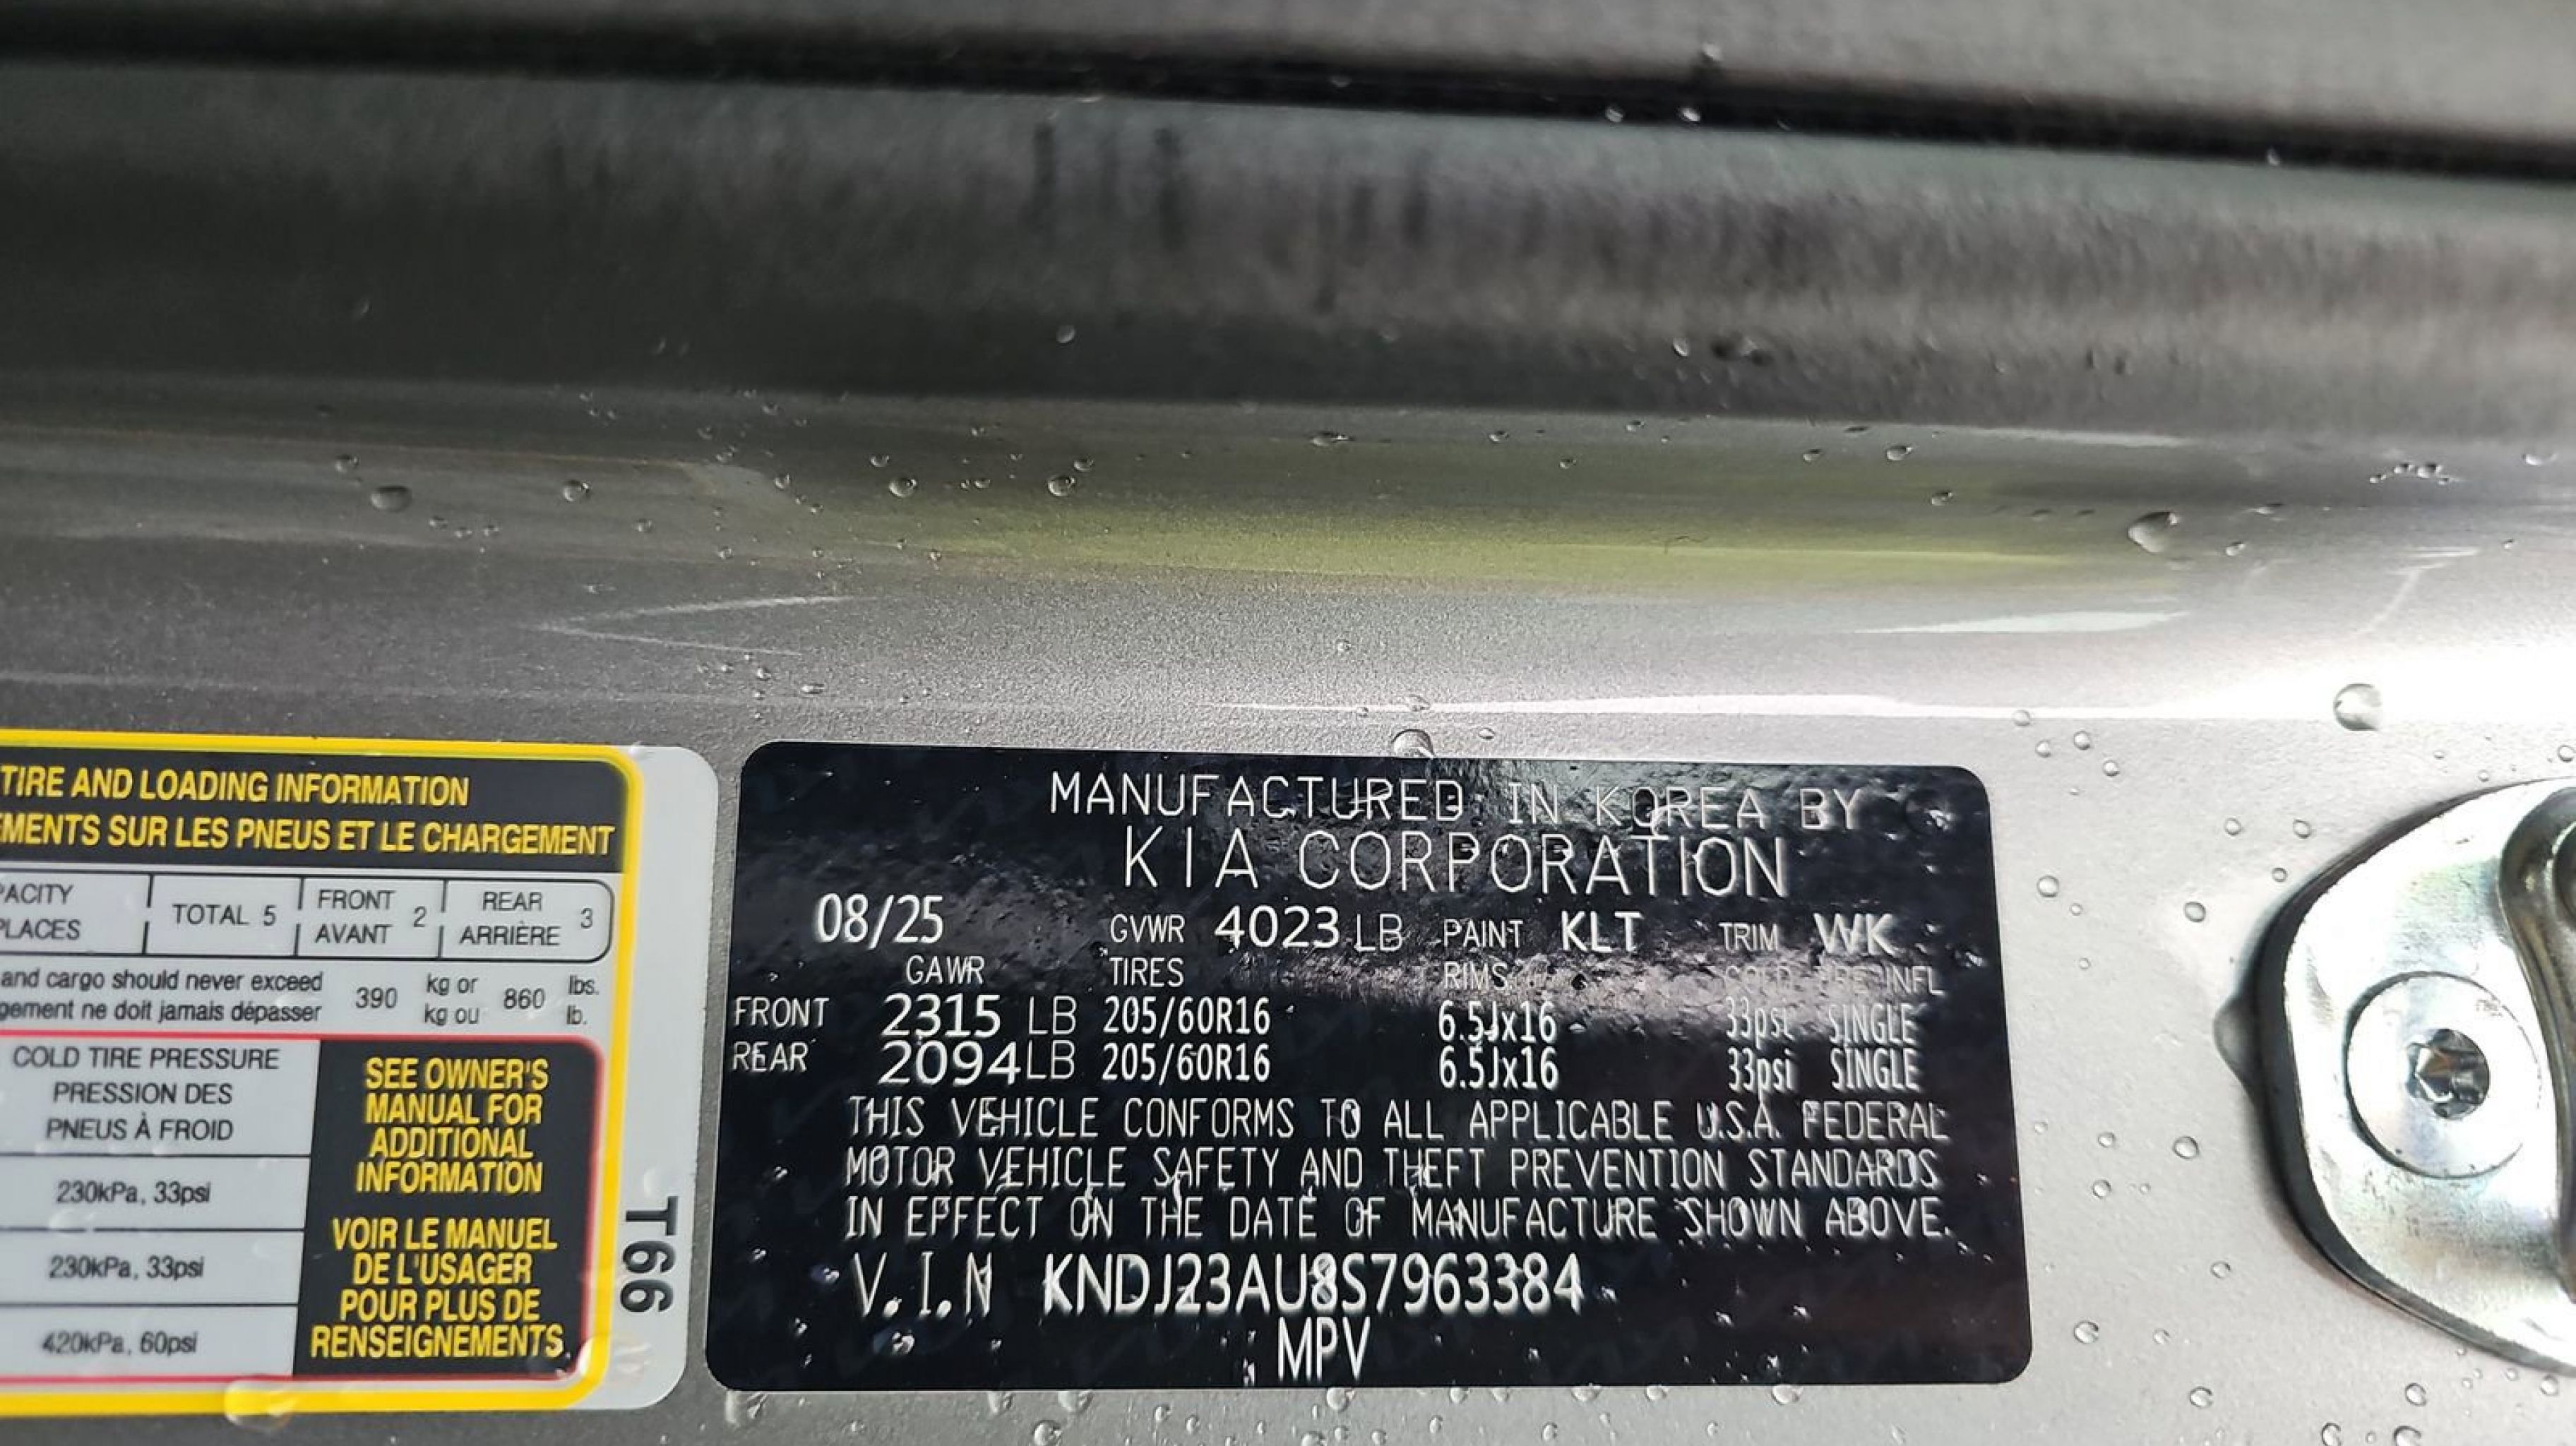 TIRE AND LOADING INFORMATION
EMENTS SUR LES PNEUS ET LE CHARGEMENT
PACITY
PLACES
TOTAL 5
FRONT
AVANT
2
REAR
ARRIÈRE
3
and cargo should never exceed
gement ne doit jamais dépasser
390
kg or
kg ou
860
lbs.
lb.
COLD TIRE PRESSURE
PRESSION DES
PNEUS À FROID
230kPa, 33psi
230kPa, 33psi
420kPa, 60psi
SEE OWNER'S
MANUAL FOR
ADDITIONAL
INFORMATION
VOIR LE MANUEL
DE L'USAGER
POUR PLUS DE
RENSEIGNEMENTS
T66
MANUFACTURED IN KOREA BY
KIA CORPORATION
08/25 GVWR 4023 LB PAINT KLT TRIM WK
GAWR TIRES RIMS COLD TIRE INFL
FRONT 2315 LB 205/60R16 6.5Jx16 33psi SINGLE
REAR 2094 LB 205/60R16 6.5Jx16 33psi SINGLE
THIS VEHICLE CONFORMS TO ALL APPLICABLE U.S.A. FEDERAL
MOTOR VEHICLE SAFETY AND THEFT PREVENTION STANDARDS
IN EFFECT ON THE DATE OF MANUFACTURE SHOWN ABOVE.
V.I.N KNDJ23AU8S7963384
MPV